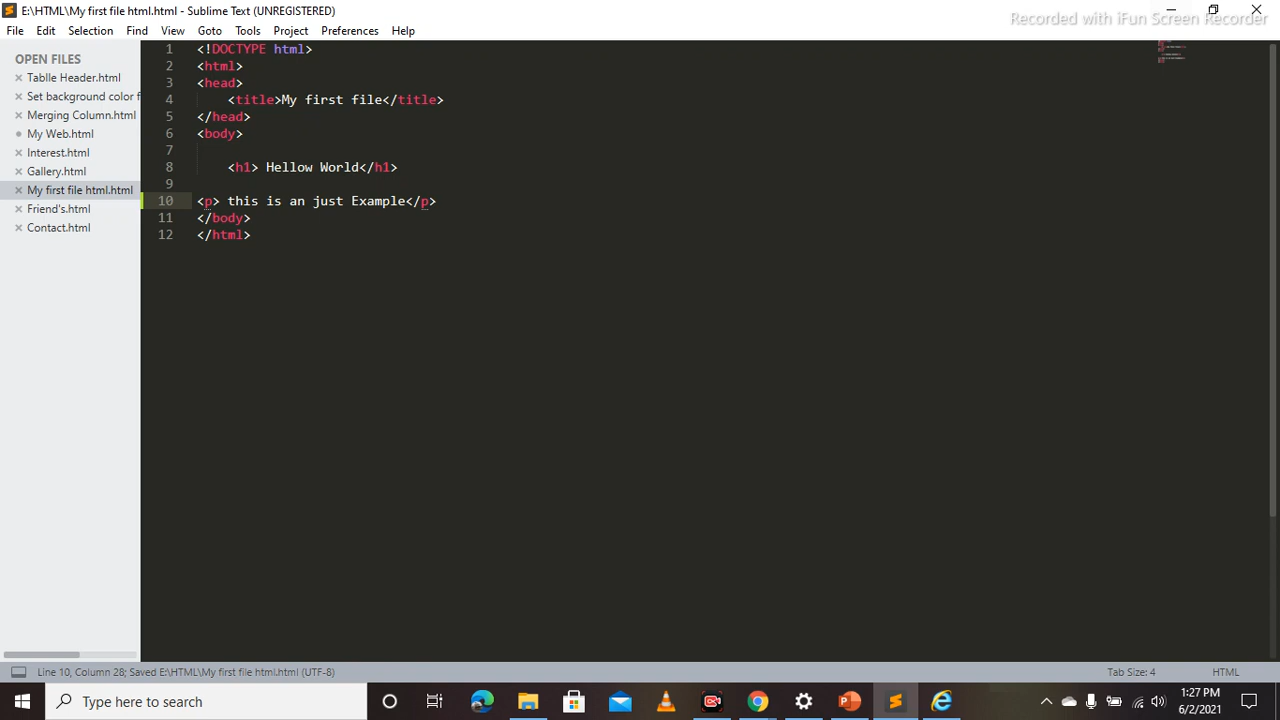 E:\HTML\My first file html.html - Sublime Text (UNREGISTERED)
Recorded with iFun Screen Recorder
File Edit Selection Find View Goto Tools Project Preferences Help
OPEN FILES
Tablle Header.html
Set background color f
Merging Column.html
My Web.html
Interest.html
Gallery.html
My first file html.html
Friend's.html
Contact.html
1 <!DOCTYPE html>
2 <html>
3 <head>
4 <title>My first file</title>
5 </head>
6 <body>
7
8 <h1> Hellow World</h1>
9
10 <p> this is an just Example</p>
11 </body>
12 </html>
Line 10, Column 28; Saved E:\HTML\My first file html.html (UTF-8)
Tab Size: 4
HTML
Type here to search
1:27 PM
6/2/2021